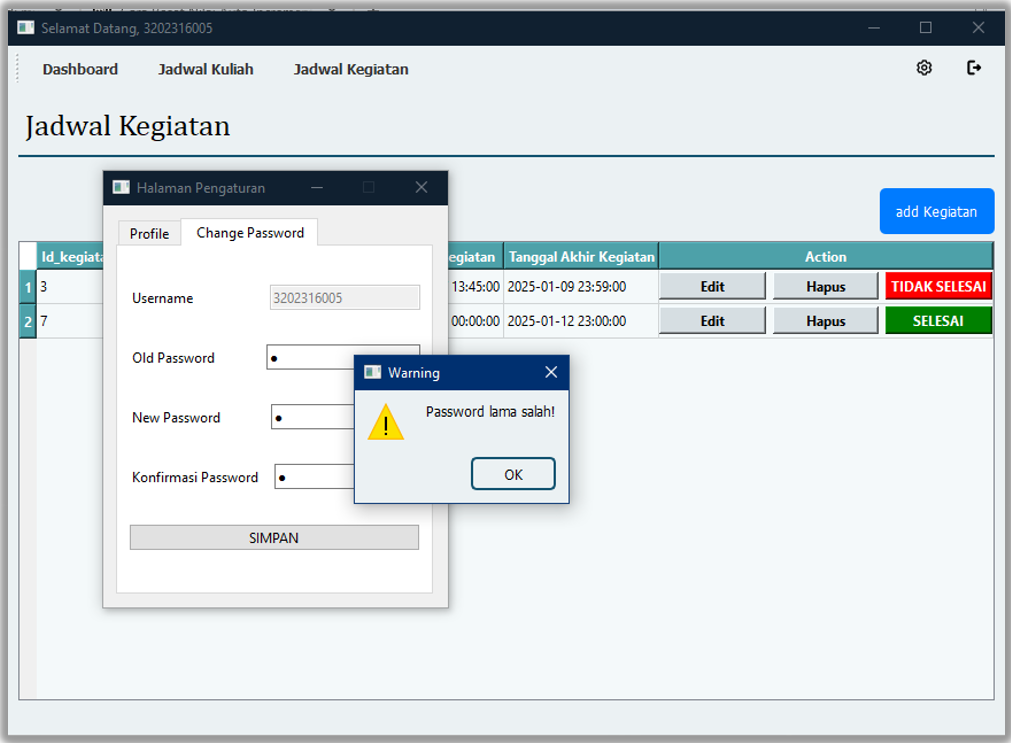 Selamat Datang, 3202316005
Dashboard Jadwal Kuliah Jadwal Kegiatan
Jadwal Kegiatan
add Kegiatan
Halaman Pengaturan
Profile Change Password
Username 3202316005
Old Password
New Password
Konfirmasi Password
SIMPAN
Warning
Password lama salah!
OK
Id_kegiata egiatan Tanggal Akhir Kegiatan Action
1 3 13:45:00 2025-01-09 23:59:00 Edit Hapus TIDAK SELESAI
2 7 00:00:00 2025-01-12 23:00:00 Edit Hapus SELESAI